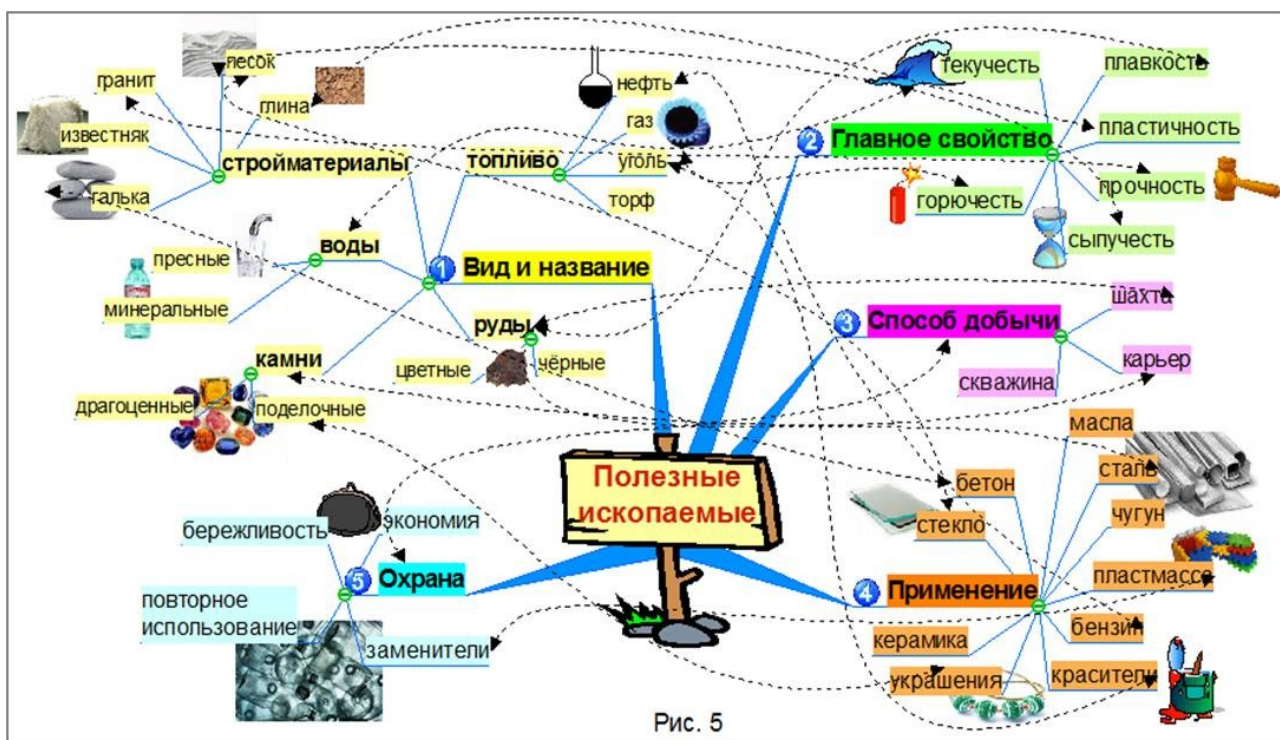 песок
гранит
глина
известняк
галька
стройматериалы
топливо
нефть
газ
уголь
торф
воды
пресные
минеральные
1
Вид и название
руды
цветные
чёрные
камни
драгоценные
поделочные
2
Главное свойство
текучесть
плавкость
пластичность
прочность
горючесть
сыпучесть
3
Способ добычи
шахта
карьер
скважина
Полезные
ископаемые
4
Применение
масла
сталь
чугун
пластмасса
бензин
красители
бетон
стекло
керамика
украшения
5
Охрана
бережливость
экономия
повторное
использование
заменители
Рис. 5